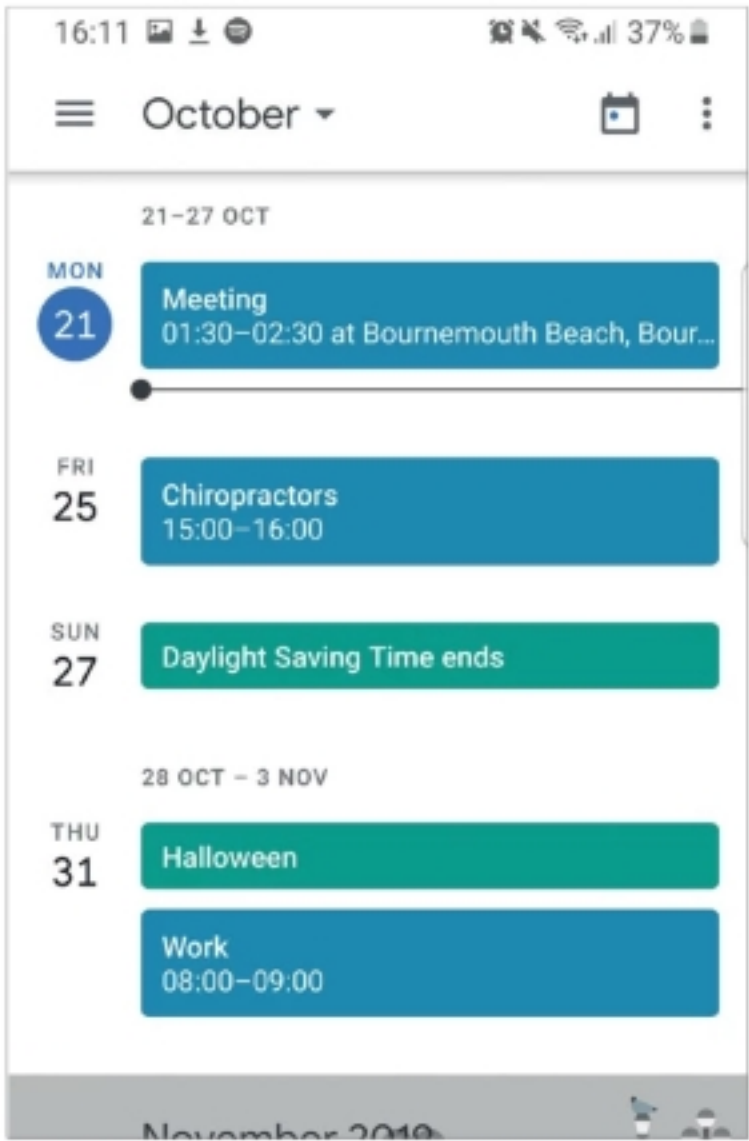 16:11 37%
October
21–27 OCT
MON
21
Meeting
01:30–02:30 at Bournemouth Beach, Bour...
FRI
25
Chiropractors
15:00–16:00
SUN
27
Daylight Saving Time ends
28 OCT – 3 NOV
THU
31
Halloween
Work
08:00–09:00
November 2019